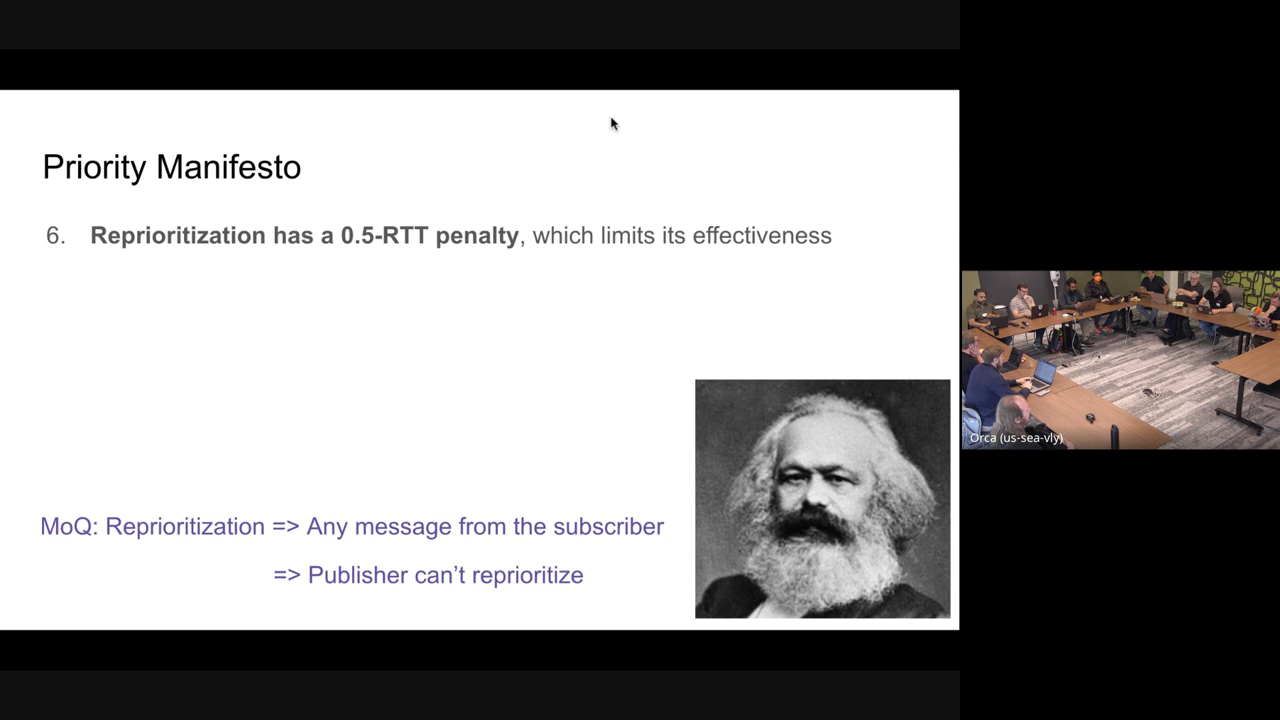 Priority Manifesto
6. Reprioritization has a 0.5-RTT penalty, which limits its effectiveness
MoQ: Reprioritization => Any message from the subscriber
=> Publisher can’t reprioritize
Orca (us-sea-vly)